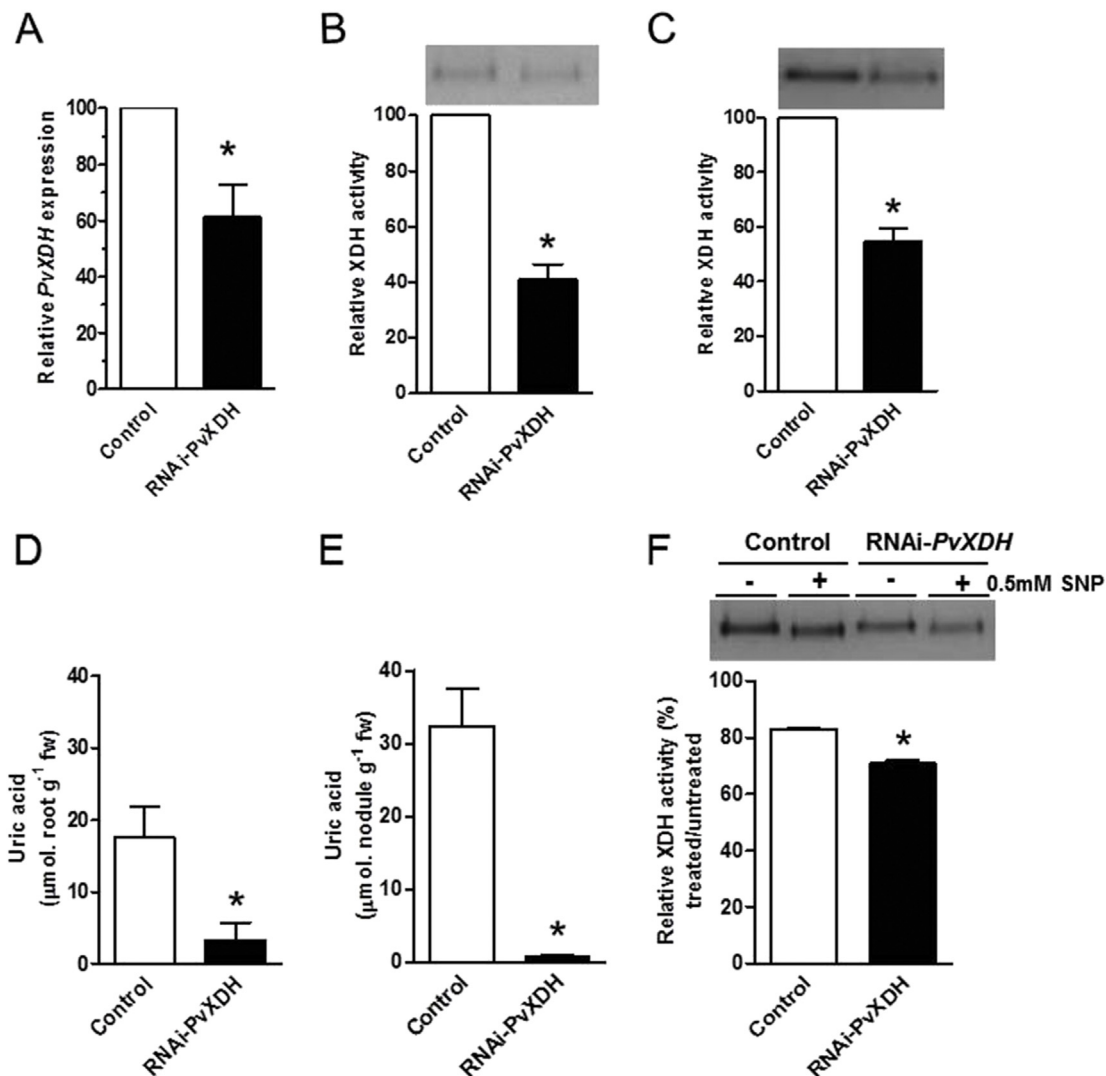 A
Relative PvXDH expression
100
80
60
40
20
0
*
Control
RNAi-PvXDH
B
Relative XDH activity
100
80
60
40
20
0
*
Control
RNAi-PvXDH
C
Relative XDH activity
100
80
60
40
20
0
*
Control
RNAi-PvXDH
D
Uric acid
(µmol. root g-1 fw)
40
30
20
10
0
*
Control
RNAi-PvXDH
E
Uric acid
(µmol. nodule g-1 fw)
40
30
20
10
0
*
Control
RNAi-PvXDH
F
Control RNAi-PvXDH
- + - + 0.5mM SNP
Relative XDH activity (%)
treated/untreated
100
80
60
40
20
0
*
Control
RNAi-PvXDH